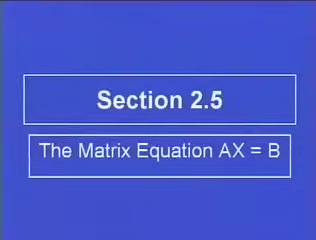 Section 2.5
The Matrix Equation AX = B